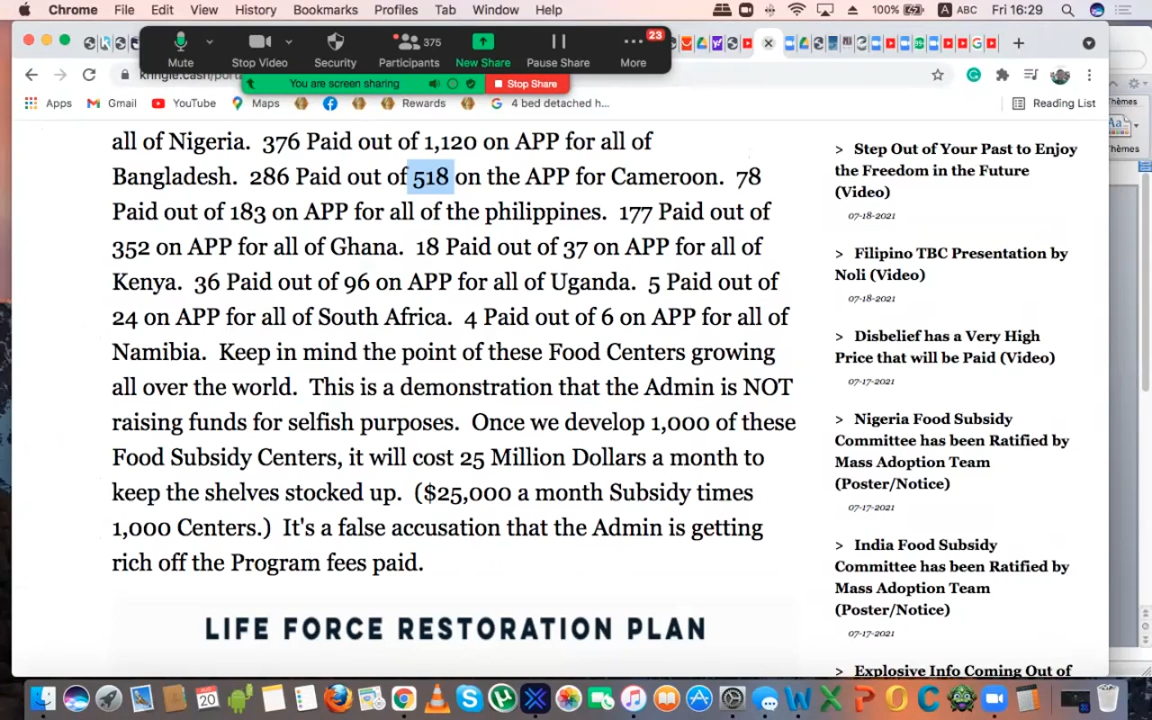 Chrome File Edit View History Bookmarks Profiles Tab Window Help 100% ABC Fri 16:29
Mute Stop Video Security 375 Participants New Share Pause Share 23 More
You are screen sharing Stop Share
Apps Gmail YouTube Maps Rewards 4 bed detached h... Reading List
Thèmes
Aa
Thèmes
all of Nigeria. 376 Paid out of 1,120 on APP for all of
Bangladesh. 286 Paid out of 518 on the APP for Cameroon. 78
Paid out of 183 on APP for all of the philippines. 177 Paid out of
352 on APP for all of Ghana. 18 Paid out of 37 on APP for all of
Kenya. 36 Paid out of 96 on APP for all of Uganda. 5 Paid out of
24 on APP for all of South Africa. 4 Paid out of 6 on APP for all of
Namibia. Keep in mind the point of these Food Centers growing
all over the world. This is a demonstration that the Admin is NOT
raising funds for selfish purposes. Once we develop 1,000 of these
Food Subsidy Centers, it will cost 25 Million Dollars a month to
keep the shelves stocked up. ($25,000 a month Subsidy times
1,000 Centers.) It's a false accusation that the Admin is getting
rich off the Program fees paid.
LIFE FORCE RESTORATION PLAN
> Step Out of Your Past to Enjoy
the Freedom in the Future
(Video)
07-18-2021
> Filipino TBC Presentation by
Noli (Video)
07-18-2021
> Disbelief has a Very High
Price that will be Paid (Video)
07-17-2021
> Nigeria Food Subsidy
Committee has been Ratified by
Mass Adoption Team
(Poster/Notice)
07-17-2021
> India Food Subsidy
Committee has been Ratified by
Mass Adoption Team
(Poster/Notice)
07-17-2021
> Explosive Info Coming Out of
AUG
20